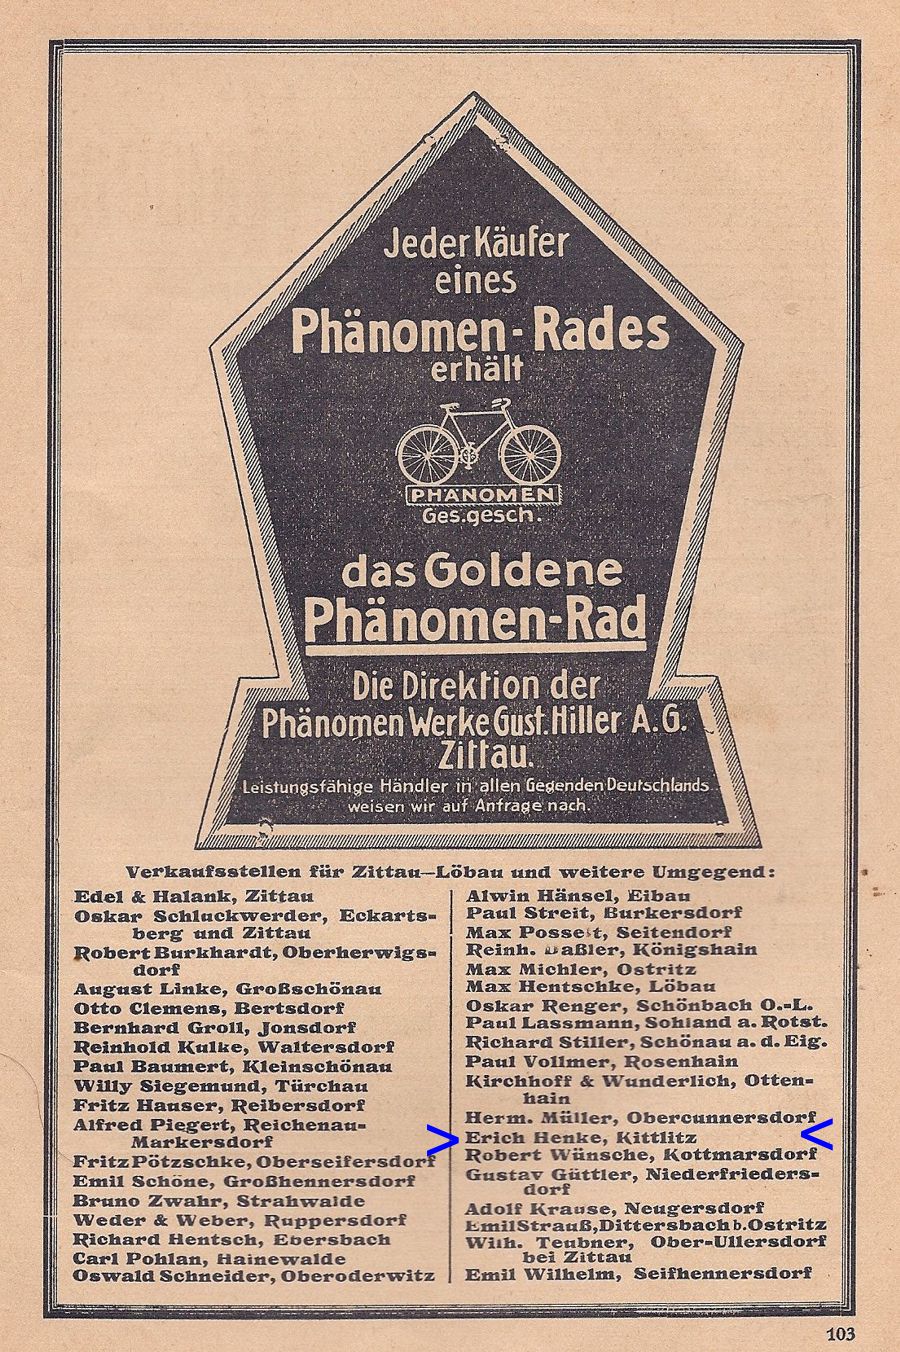 Jeder Käufer
eines
Phänomen-Rades
erhält
PHÄNOMEN
Ges.gesch.
das Goldene
Phänomen-Rad
Die Direktion der
Phänomen Werke Gust. Hiller A.G.
Zittau.
Leistungsfähige Händler in allen Gegenden Deutschlands
weisen wir auf Anfrage nach.
Verkaufsstellen für Zittau—Löbau und weitere Umgegend:
Edel & Halank, Zittau
Oskar Schluckwerder, Eckarts-
berg und Zittau
Robert Burkhardt, Oberherwigs-
dorf
August Linke, Großschönau
Otto Clemens, Bertsdorf
Bernhard Groll, Jonsdorf
Reinhold Kulke, Waltersdorf
Paul Baumert, Kleinschönau
Willy Siegemund, Türchau
Fritz Hauser, Reibersdorf
Alfred Piegert, Reichenau-
Markersdorf
Fritz Pötzschke, Oberseifersdorf
Emil Schöne, Großhennersdorf
Bruno Zwahr, Strahwalde
Weder & Weber, Ruppersdorf
Richard Hentsch, Ebersbach
Carl Pohlan, Hainewalde
Oswald Schneider, Oberoderwitz
Alwin Hänsel, Eibau
Paul Streit, Burkersdorf
Max Posselt, Seitendorf
Reinh. Königshain
Max Michler, Ostritz
Max Hentschke, Löbau
Oskar Renger, Schönbach O.-L.
Paul Lassmann, Sohland a. Rotst.
Richard Stiller, Schönau a. d. Eig.
Paul Vollmer, Rosenhain
Kirchhoff & Wunderlich, Otten-
hain
Herm. Müller, Obercunnersdorf
> Erich Henke, Kittlitz <
Robert Wünsche, Kottmarsdorf
Gustav Güttler, Niederfrieders-
dorf
Adolf Krause, Neugersdorf
Emil Strauß, Dittersbach b. Ostritz
Wilh. Teubner, Ober-Ullersdorf
bei Zittau
Emil Wilhelm, Seifhennersdorf
103